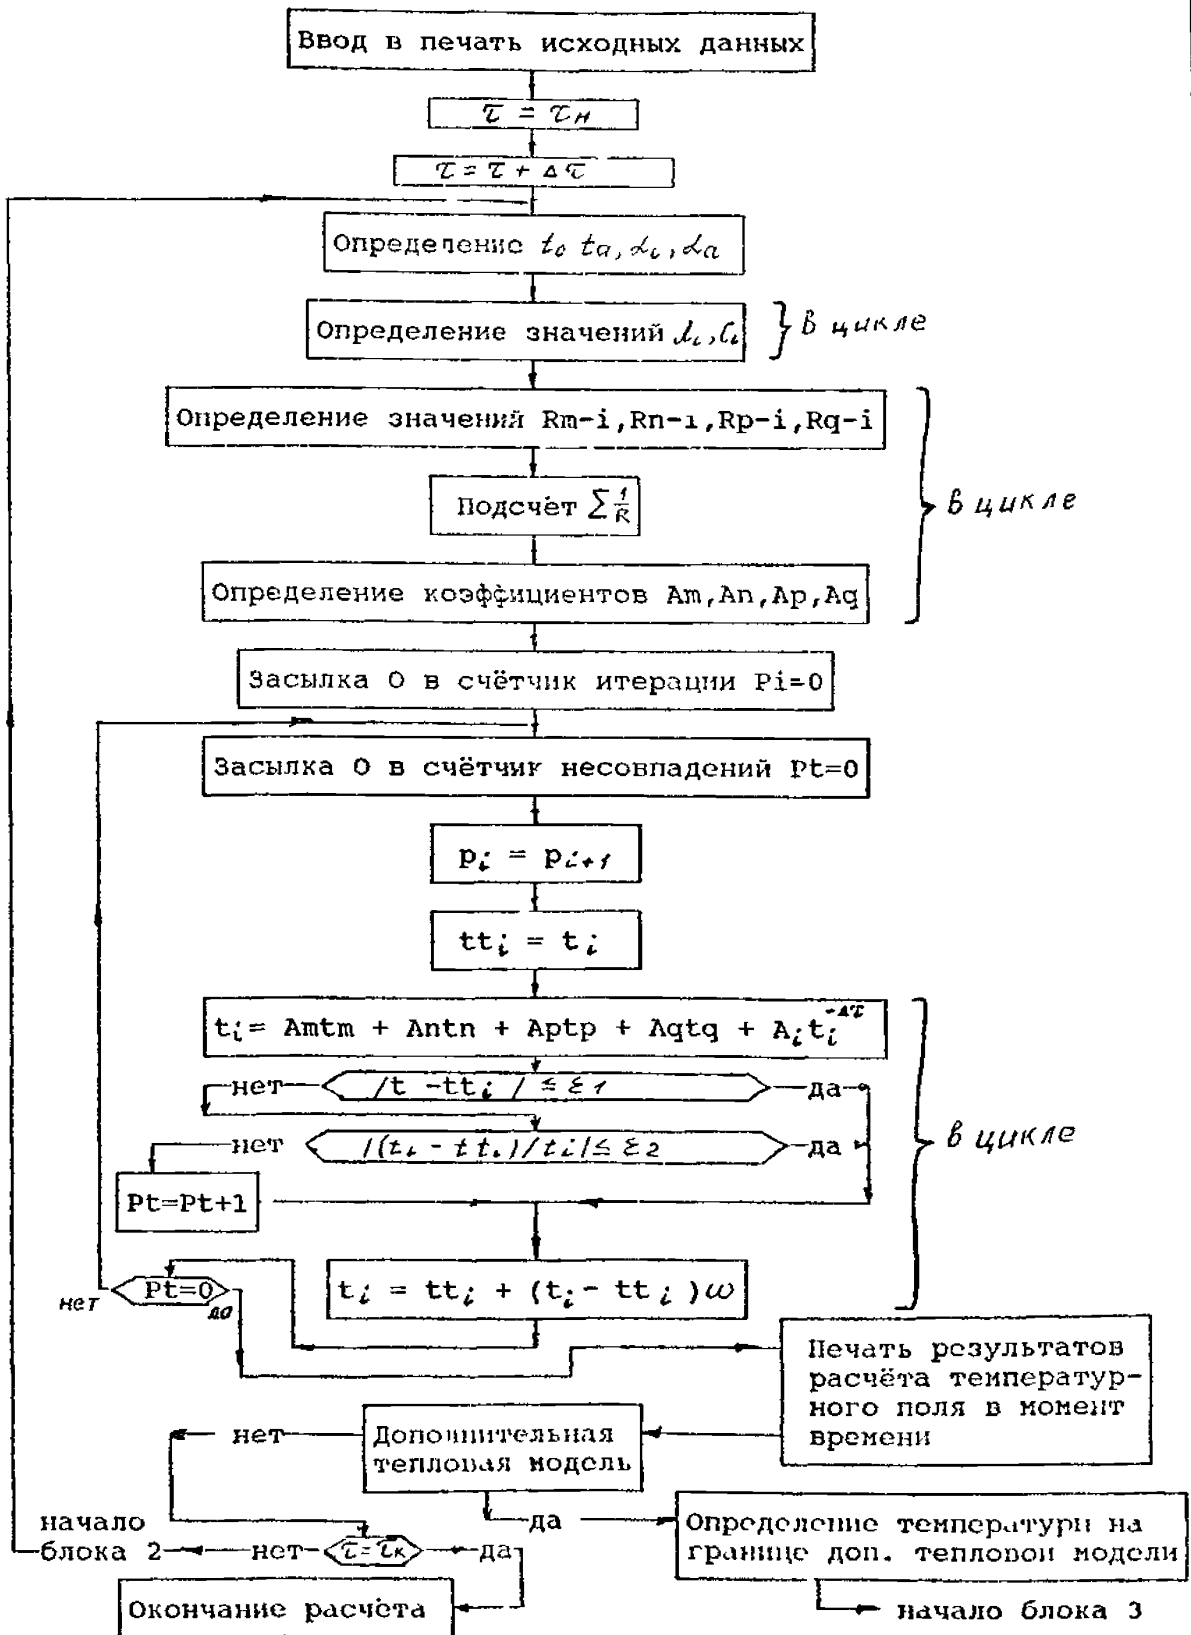 Ввод в печать исходных данных
τ = τн
τ = τ + Δτ
Определение tс ta, αi, αa
Определение значений λi, Ci
} в цикле
Определение значений Rm-i,Rn-i,Rp-i,Rq-i
Подсчёт ∑ 1/R
} в цикле
Определение коэффициентов Am,An,Ap,Aq
Засылка О в счётчик итерации Pi=0
Засылка О в счётчик несовпадений Pt=0
pi = pi+1
tti = ti
ti = Amtm + Antn + Aptp + Aqtq + Aiti^-Δτ
нет
/t -tti / ≤ ε1
да
нет
/(ti - tti)/ti/ ≤ ε2
да
} в цикле
Pt=Pt+1
нет
Pt=0
да
ti = tti + (ti- tti )ω
Печать результатов
расчёта температур-
ного поля в момент
времени
нет
Дополнительная
тепловая модель
начало
блока 2
нет
τ=τк
да
да
Определение температури на
границе доп. тепловой модели
Окончание расчёта
начало блока 3